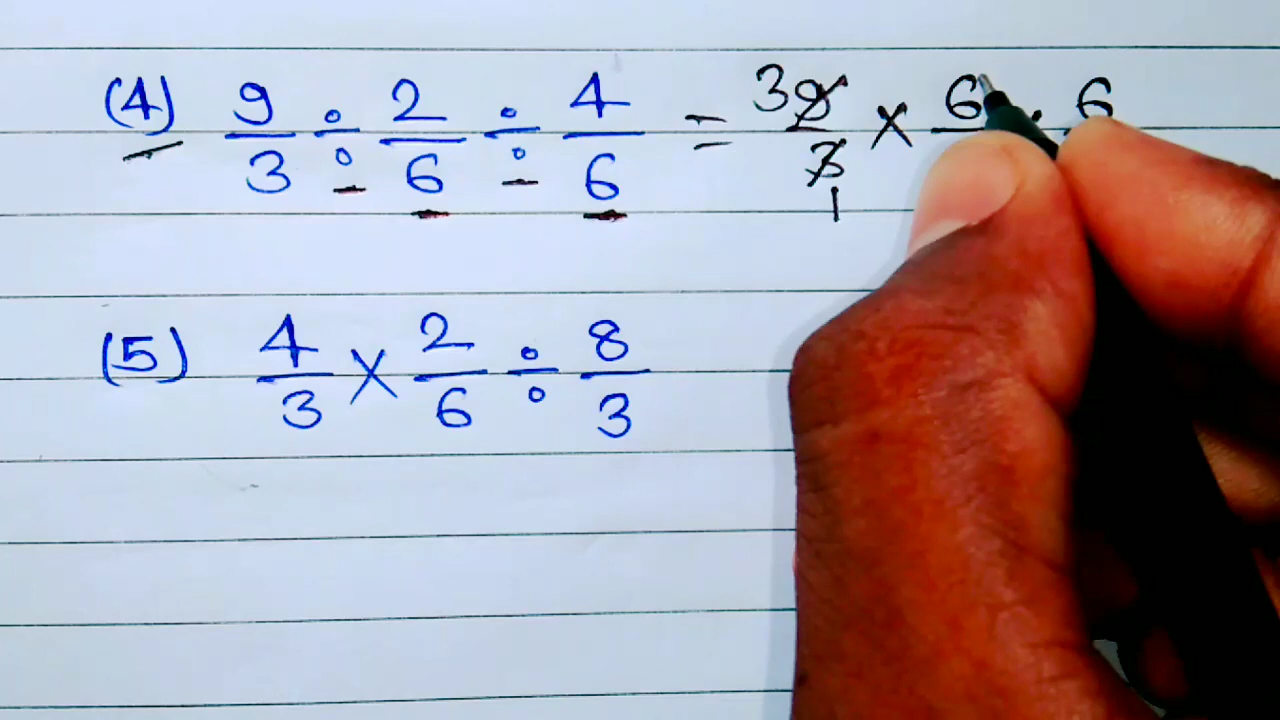 (4) 9/3 ÷ 2/6 ÷ 4/6 = 3 9/3 1 × 6 6
(5) 4/3 × 2/6 ÷ 8/3